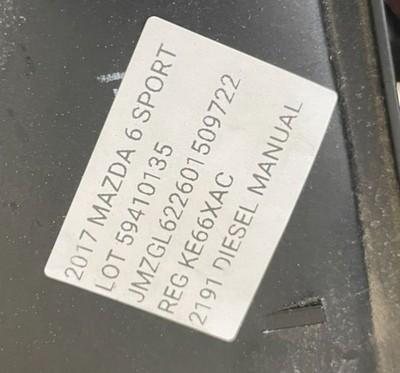 2017 MAZDA 6 SPORT
LOT 59410135
JMZGL622601509722
REG KE66XAC
2191 DIESEL MANUAL